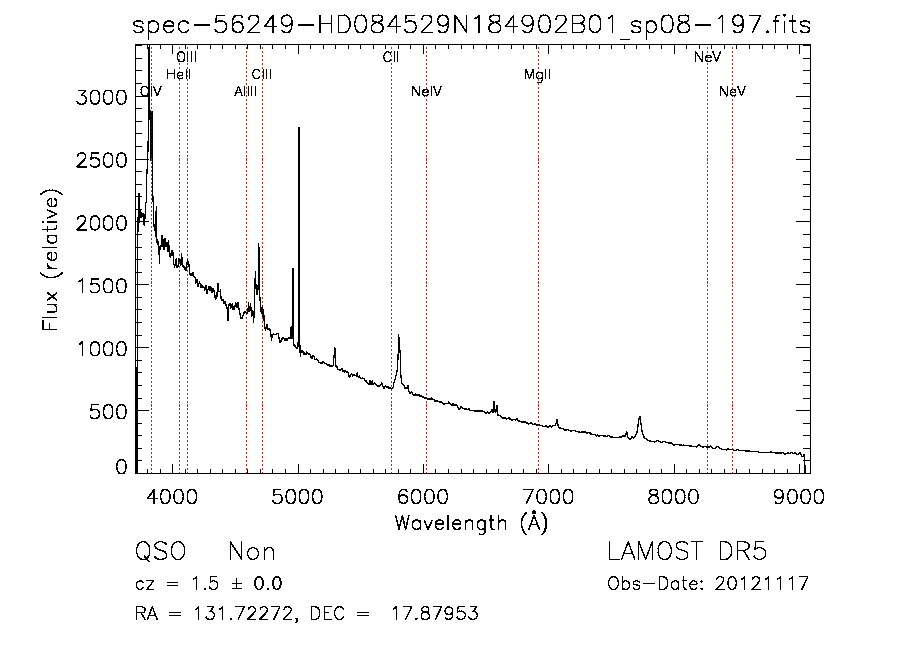 spec-56249-HD084529N184902B01_sp08-197.fits
OIII CII NeV
HeII CIII MgII
CIV AlIII NeIV NeV
3000
2500
2000
1500
1000
500
0
Flux (relative)
4000 5000 6000 7000 8000 9000
Wavelength (Å)
QSO Non LAMOST DR5
cz = 1.5 ± 0.0 Obs-Date: 20121117
RA = 131.72272, DEC = 17.87953